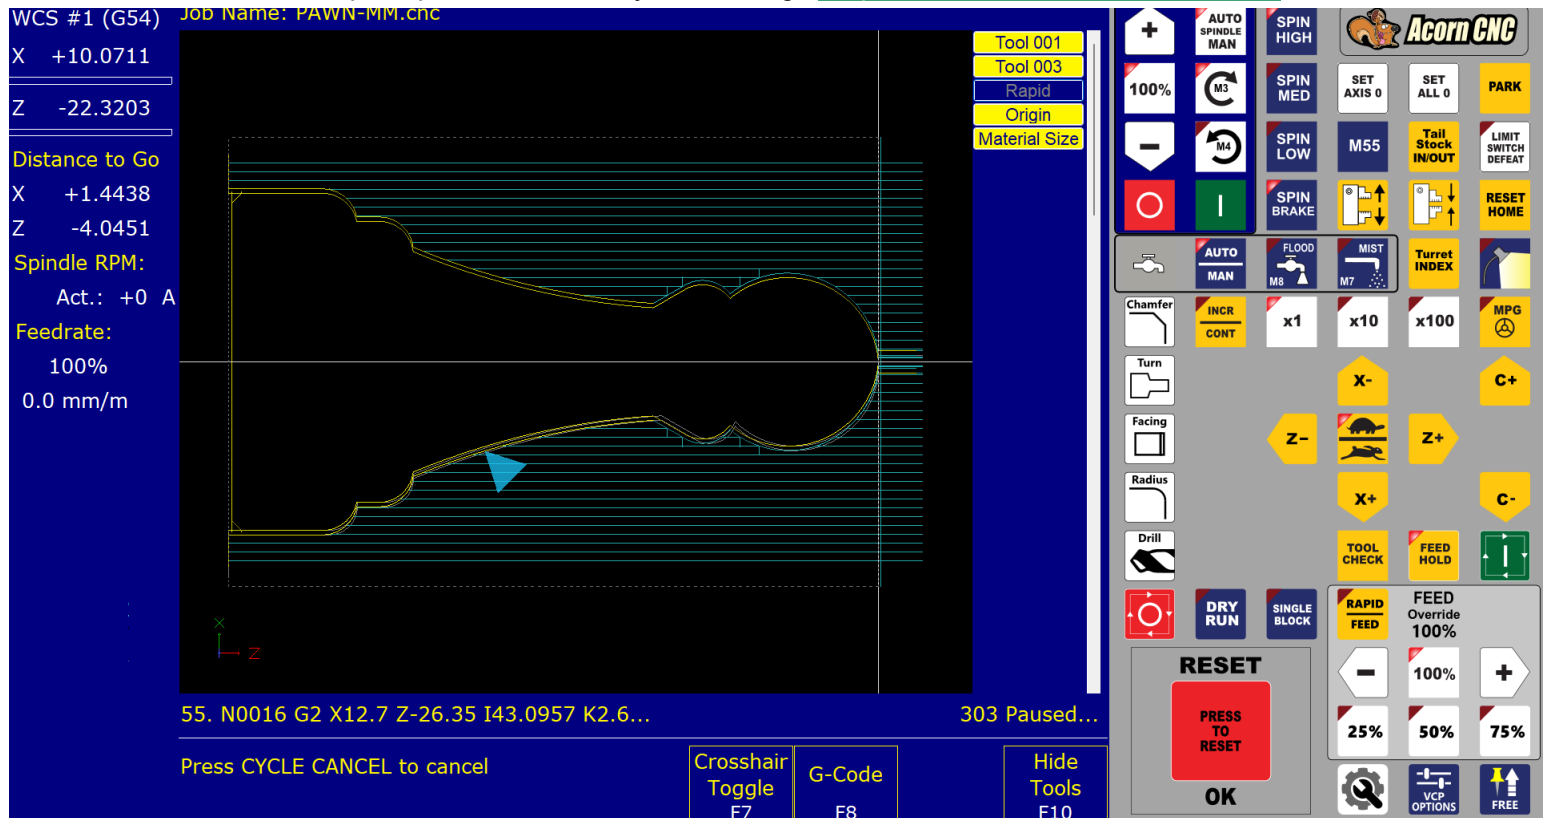 WCS #1 (G54)
X +10.0711
Z -22.3203
Distance to Go
X +1.4438
Z -4.0451
Spindle RPM:
Act.: +0 A
Feedrate:
100%
0.0 mm/m
Job Name: PAWN-MM.cnc
Tool 001
Tool 003
Rapid
Origin
Material Size
X
Z
55. N0016 G2 X12.7 Z-26.35 I43.0957 K2.6...
303 Paused...
Press CYCLE CANCEL to cancel
Crosshair
Toggle
F7
G-Code
F8
Hide
Tools
F10
+
AUTO
SPINDLE
MAN
SPIN
HIGH
Acorn CNC
100%
M3
SPIN
MED
SET
AXIS 0
SET
ALL 0
PARK
-
M4
SPIN
LOW
M55
Tail
Stock
IN/OUT
LIMIT
SWITCH
DEFEAT
SPIN
BRAKE
RESET
HOME
AUTO
MAN
FLOOD
M8
MIST
M7
Turret
INDEX
Chamfer
INCR
CONT
x1
x10
x100
MPG
Turn
X-
C+
Facing
Z-
Z+
Radius
X+
C-
Drill
TOOL
CHECK
FEED
HOLD
DRY
RUN
SINGLE
BLOCK
RAPID
FEED
FEED
Override
100%
RESET
PRESS
TO
RESET
OK
-
100%
+
25%
50%
75%
VCP
OPTIONS
FREE